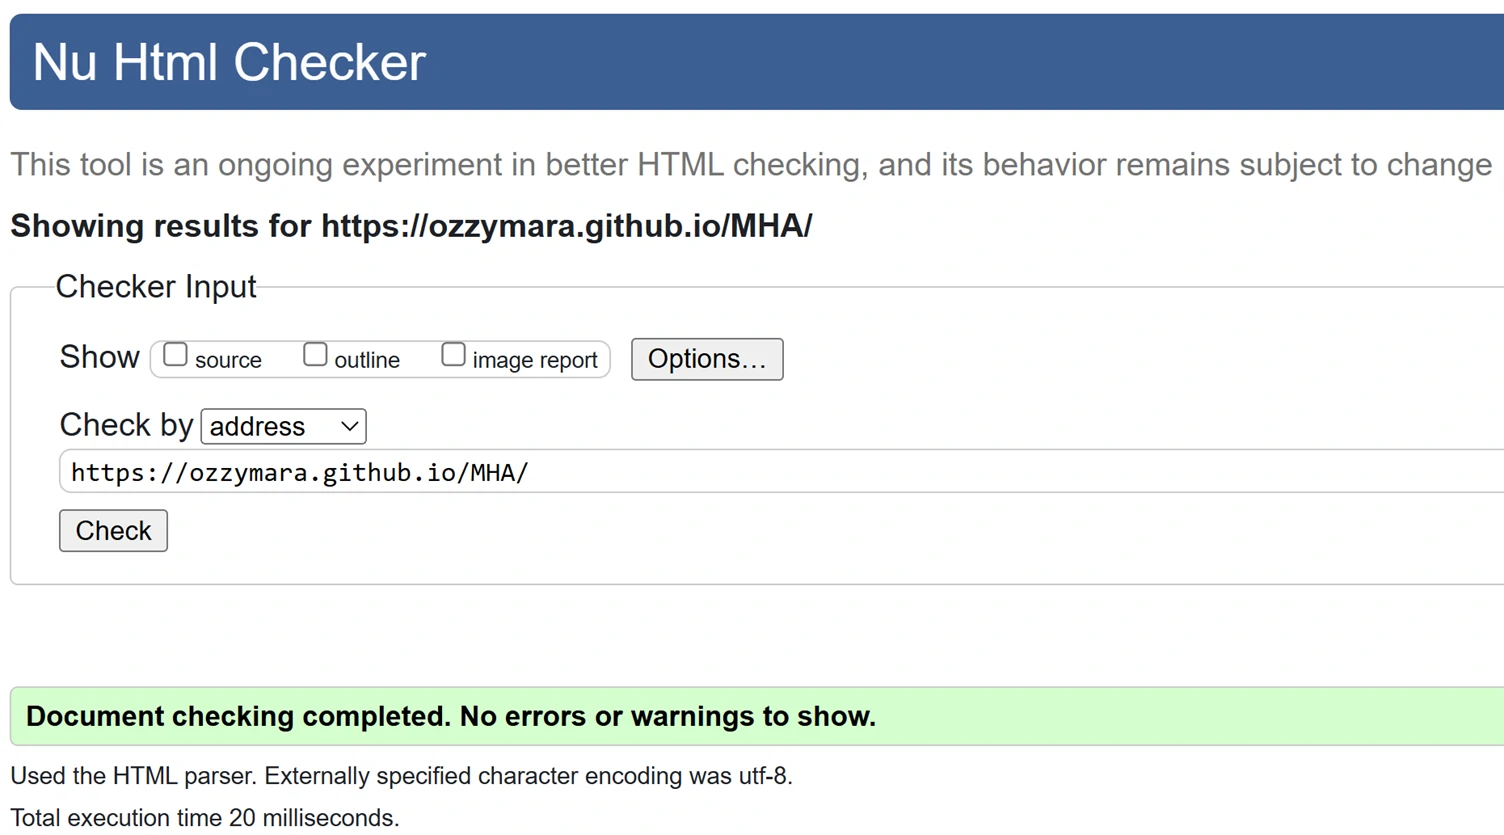 Nu Html Checker
This tool is an ongoing experiment in better HTML checking, and its behavior remains subject to change
Showing results for https://ozzymara.github.io/MHA/
Checker Input
Show source outline image report Options…
Check by address
https://ozzymara.github.io/MHA/
Check
Document checking completed. No errors or warnings to show.
Used the HTML parser. Externally specified character encoding was utf-8.
Total execution time 20 milliseconds.